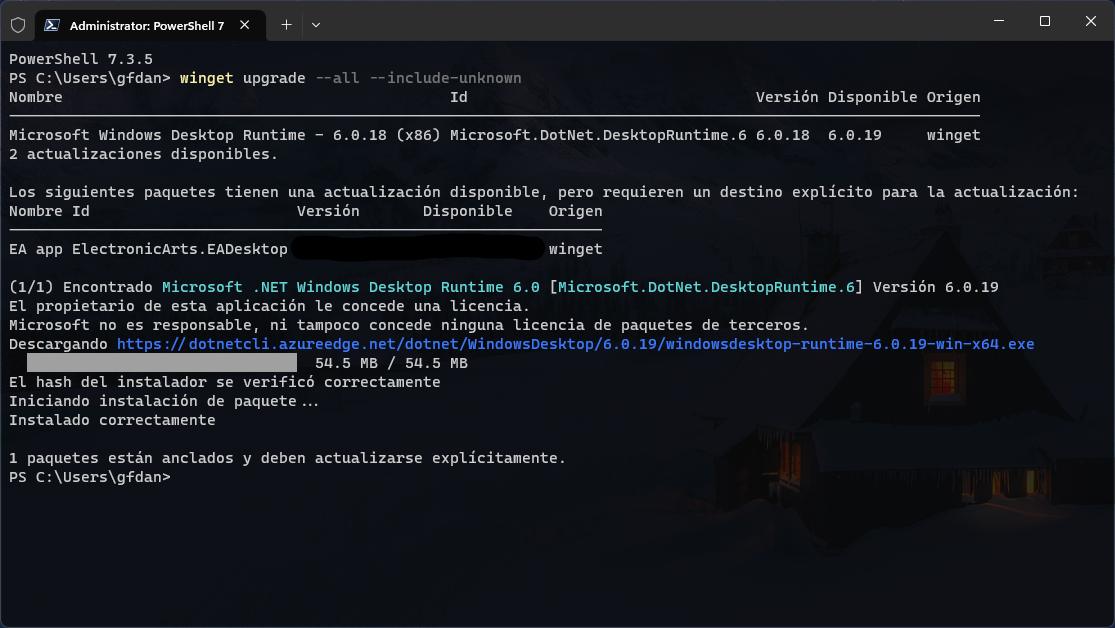 Administrator: PowerShell 7
PowerShell 7.3.5
PS C:\Users\gfdan> winget upgrade --all --include-unknown
Nombre Id Versión Disponible Origen
Microsoft Windows Desktop Runtime - 6.0.18 (x86) Microsoft.DotNet.DesktopRuntime.6 6.0.18 6.0.19 winget
2 actualizaciones disponibles.
Los siguientes paquetes tienen una actualización disponible, pero requieren un destino explícito para la actualización:
Nombre Id Versión Disponible Origen
EA app ElectronicArts.EADesktop winget
(1/1) Encontrado Microsoft .NET Windows Desktop Runtime 6.0 [Microsoft.DotNet.DesktopRuntime.6] Versión 6.0.19
El propietario de esta aplicación le concede una licencia.
Microsoft no es responsable, ni tampoco concede ninguna licencia de paquetes de terceros.
Descargando https://dotnetcli.azureedge.net/dotnet/WindowsDesktop/6.0.19/windowsdesktop-runtime-6.0.19-win-x64.exe
54.5 MB / 54.5 MB
El hash del instalador se verificó correctamente
Iniciando instalación de paquete...
Instalado correctamente
1 paquetes están anclados y deben actualizarse explícitamente.
PS C:\Users\gfdan>